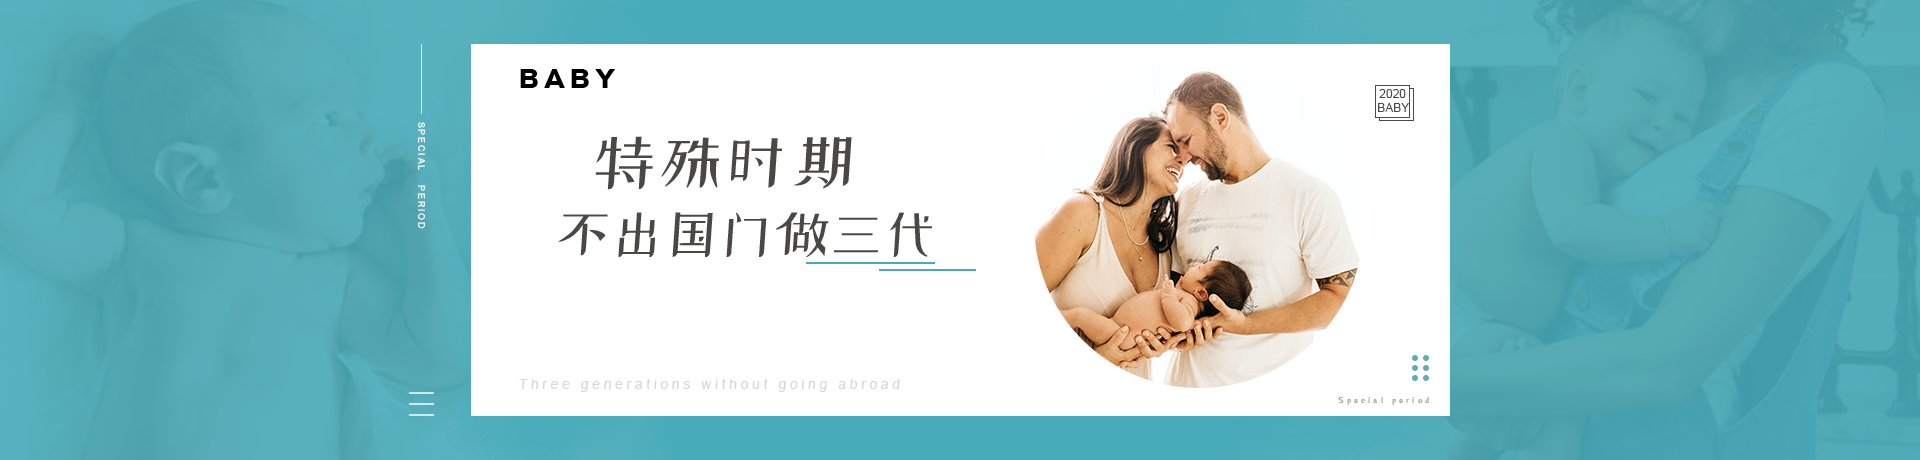 BABY
2020
BABY
SPECIAL PERIOD
特殊时期
不出国门做三代
Three generations without going abroad
Special period